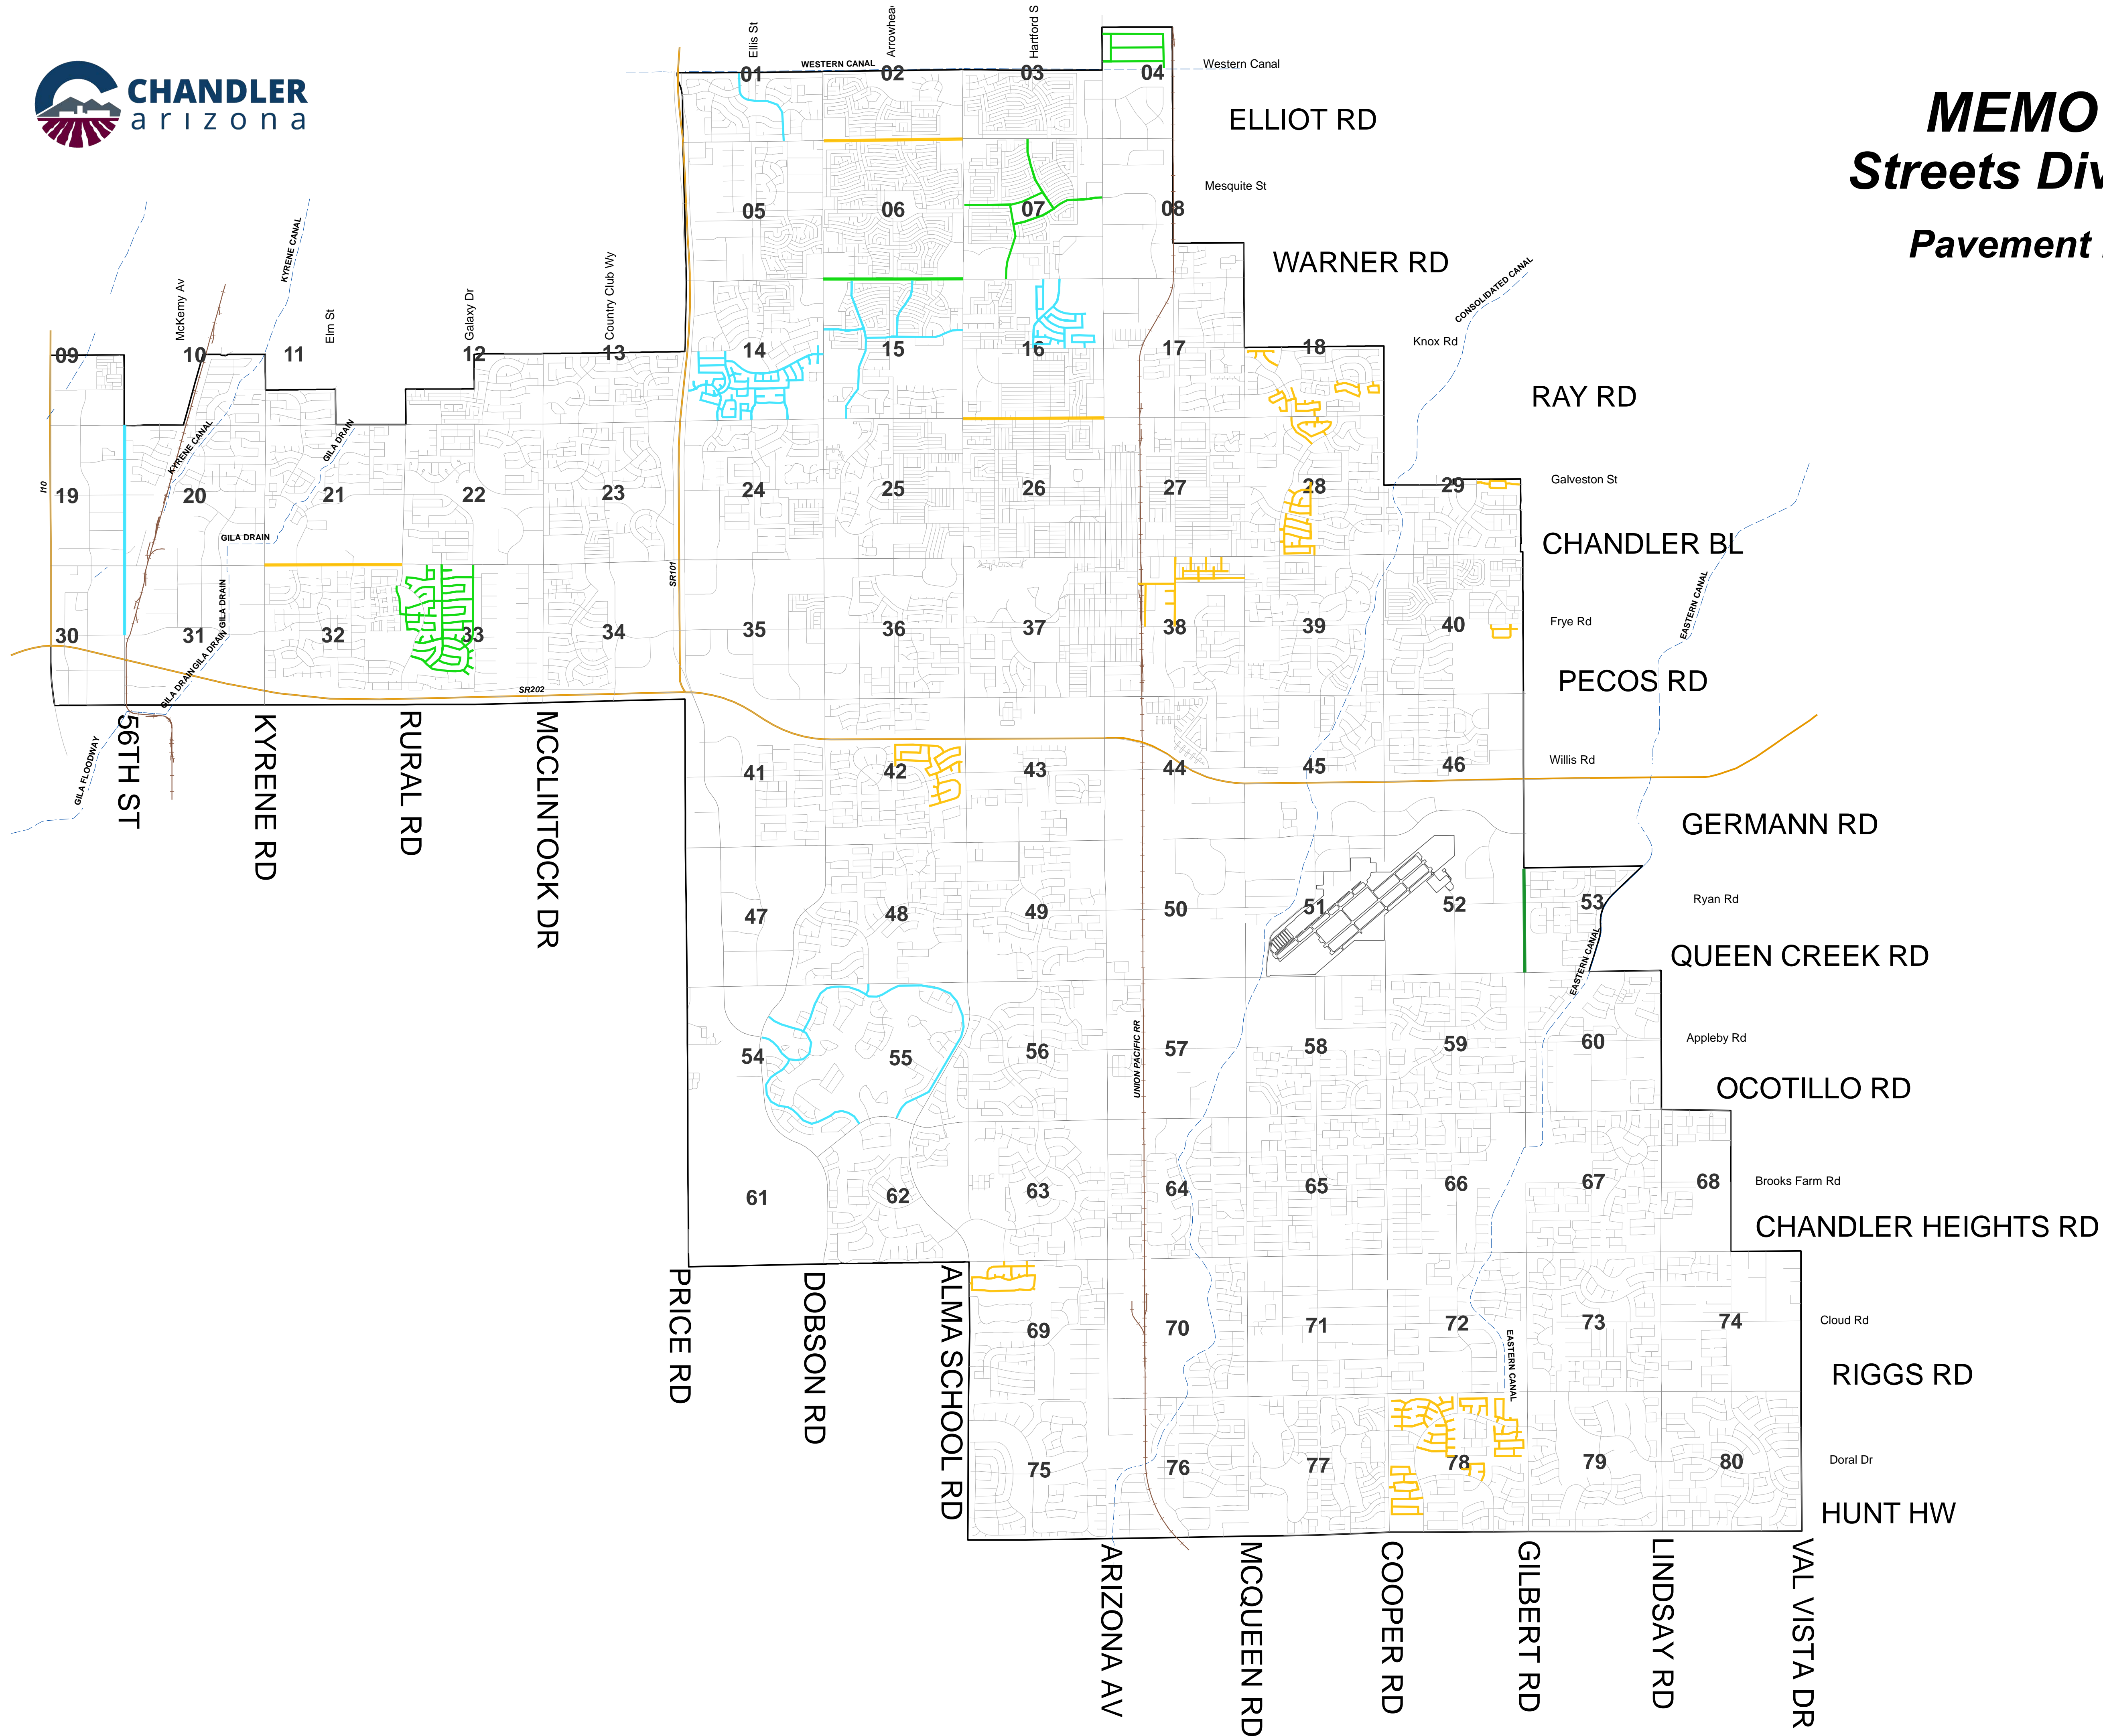 CHANDLER
arizona
MEMO
Streets Div
Pavement
Ellis St
Arrowhea
Hartford S
WESTERN CANAL
Western Canal
01
02
03
04
ELLIOT RD
Mesquite St
05
06
07
08
WARNER RD
CONSOLIDATED CANAL
KYRENE CANAL
McKemy Av
Elm St
Galaxy Dr
Country Club Wy
Knox Rd
09
10
11
12
13
14
15
16
17
18
RAY RD
KYRENE CANAL
GILA DRAIN
Galveston St
I10
19
20
21
22
23
24
25
26
27
28
29
GILA DRAIN
CHANDLER BL
EASTERN CANAL
SR101
GILA DRAIN
Frye Rd
30
31
32
33
34
35
36
37
38
39
40
GILA DRAIN
GILA DRAIN
SR202
PECOS RD
56TH ST
KYRENE RD
RURAL RD
MCCLINTOCK DR
GILA FLOODWAY
Willis Rd
41
42
43
44
45
46
GERMANN RD
Ryan Rd
47
48
49
50
51
52
53
EASTERN CANAL
QUEEN CREEK RD
UNION PACIFIC RR
Appleby Rd
54
55
56
57
58
59
60
OCOTILLO RD
Brooks Farm Rd
61
62
63
64
65
66
67
68
CHANDLER HEIGHTS RD
PRICE RD
DOBSON RD
ALMA SCHOOL RD
Cloud Rd
69
70
71
72
73
74
EASTERN CANAL
RIGGS RD
Doral Dr
75
76
77
78
79
80
HUNT HW
ARIZONA AV
MCQUEEN RD
COOPER RD
GILBERT RD
LINDSAY RD
VAL VISTA DR